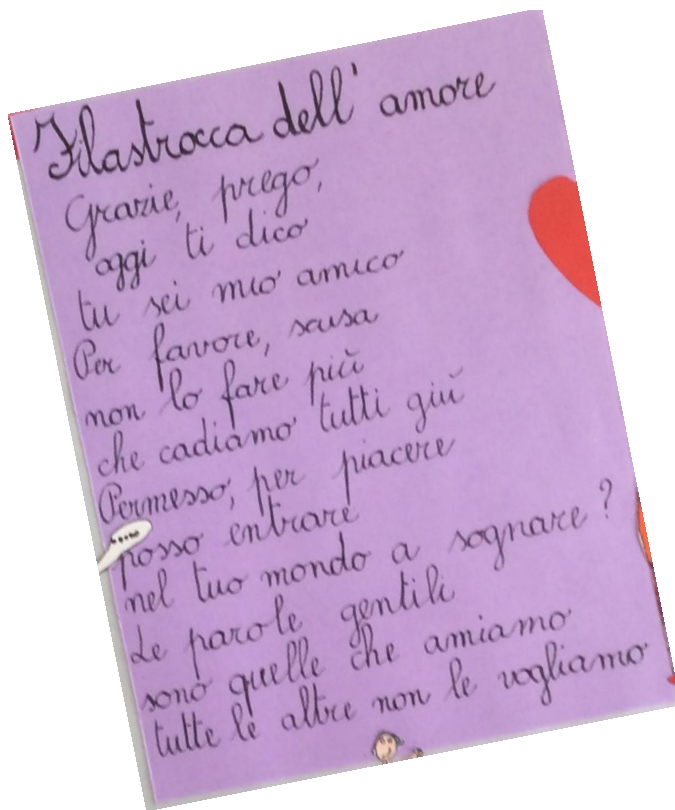 Filastrocca dell' amore
Grazie, prego,
oggi ti dico
tu sei mio amico
Per favore, scusa
non lo fare più
che cadiamo tutti giù
Permesso, per piacere
posso entrare
nel tuo mondo a sognare?
Le parole gentili
sono quelle che amiamo
tutte le altre non le vogliamo